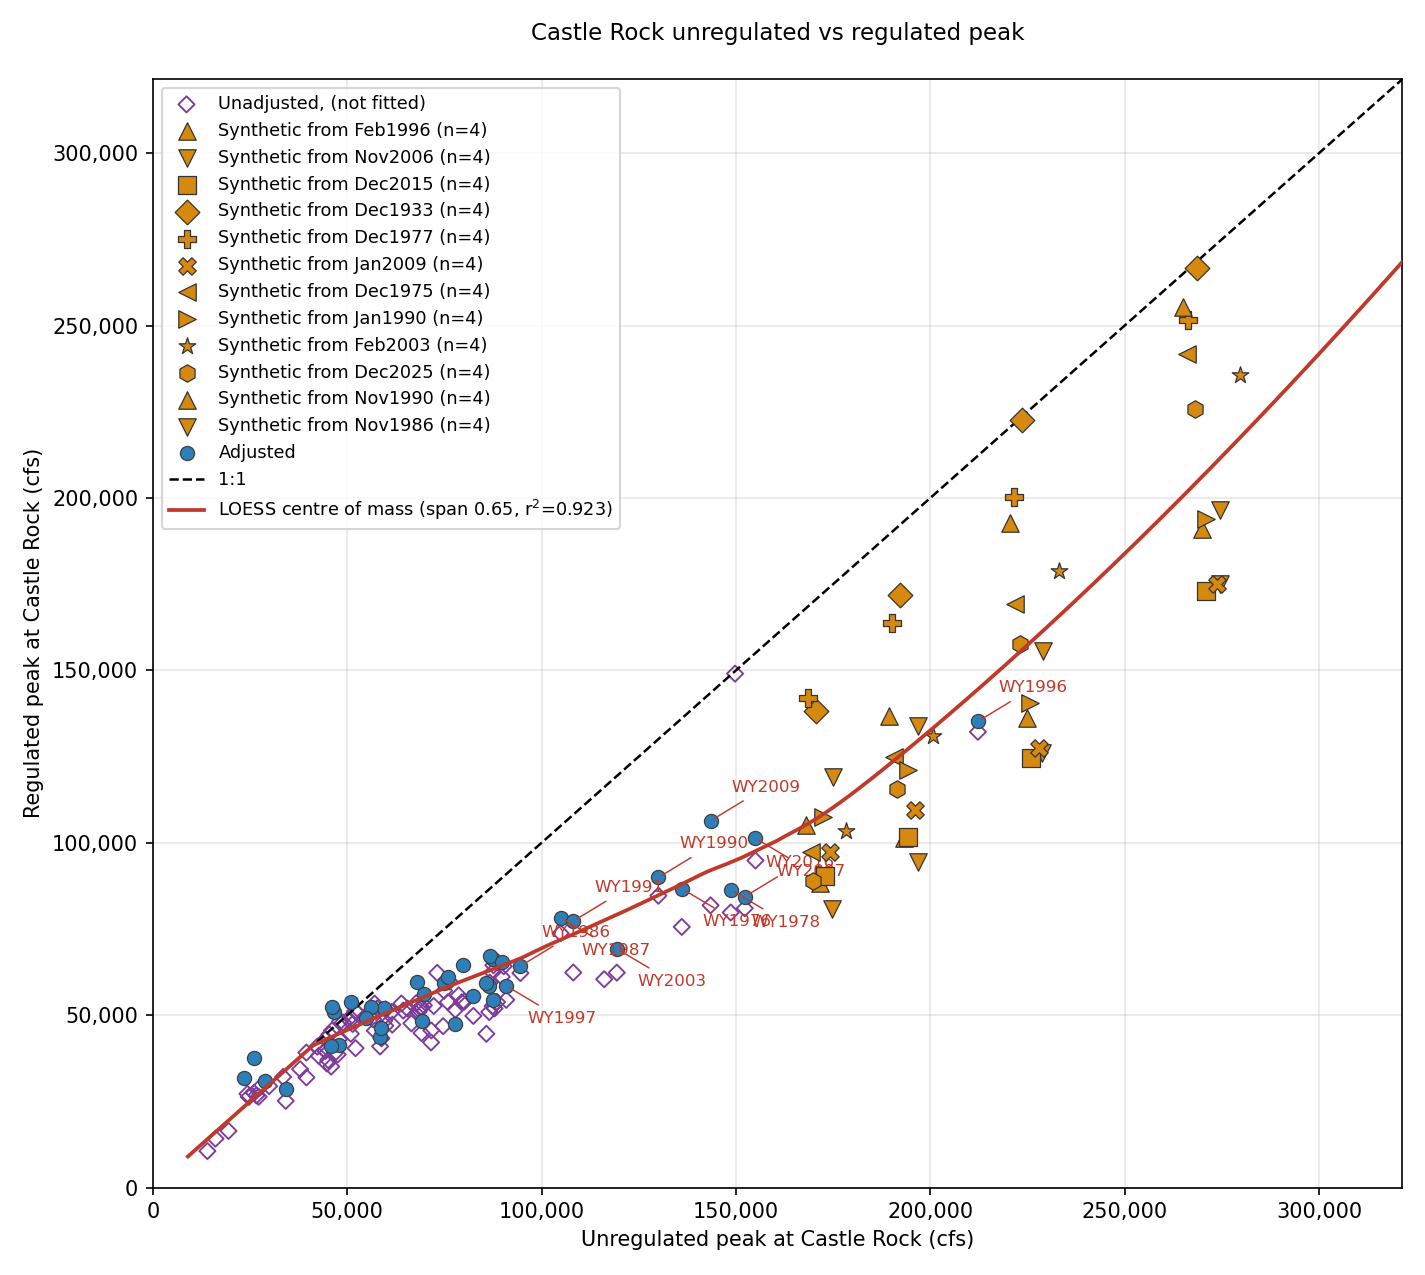 Castle Rock unregulated vs regulated peak
Unadjusted, (not fitted)
Synthetic from Feb1996 (n=4)
Synthetic from Nov2006 (n=4)
Synthetic from Dec2015 (n=4)
Synthetic from Dec1933 (n=4)
Synthetic from Dec1977 (n=4)
Synthetic from Jan2009 (n=4)
Synthetic from Dec1975 (n=4)
Synthetic from Jan1990 (n=4)
Synthetic from Feb2003 (n=4)
Synthetic from Dec2025 (n=4)
Synthetic from Nov1990 (n=4)
Synthetic from Nov1986 (n=4)
Adjusted
1:1
LOESS centre of mass (span 0.65, r²=0.923)
300,000
250,000
200,000
150,000
100,000
50,000
0
Regulated peak at Castle Rock (cfs)
WY1996
WY2009
WY1990
WY1976
WY1978
WY1986
WY1987
WY2003
WY1997
0
50,000
100,000
150,000
200,000
250,000
300,000
Unregulated peak at Castle Rock (cfs)